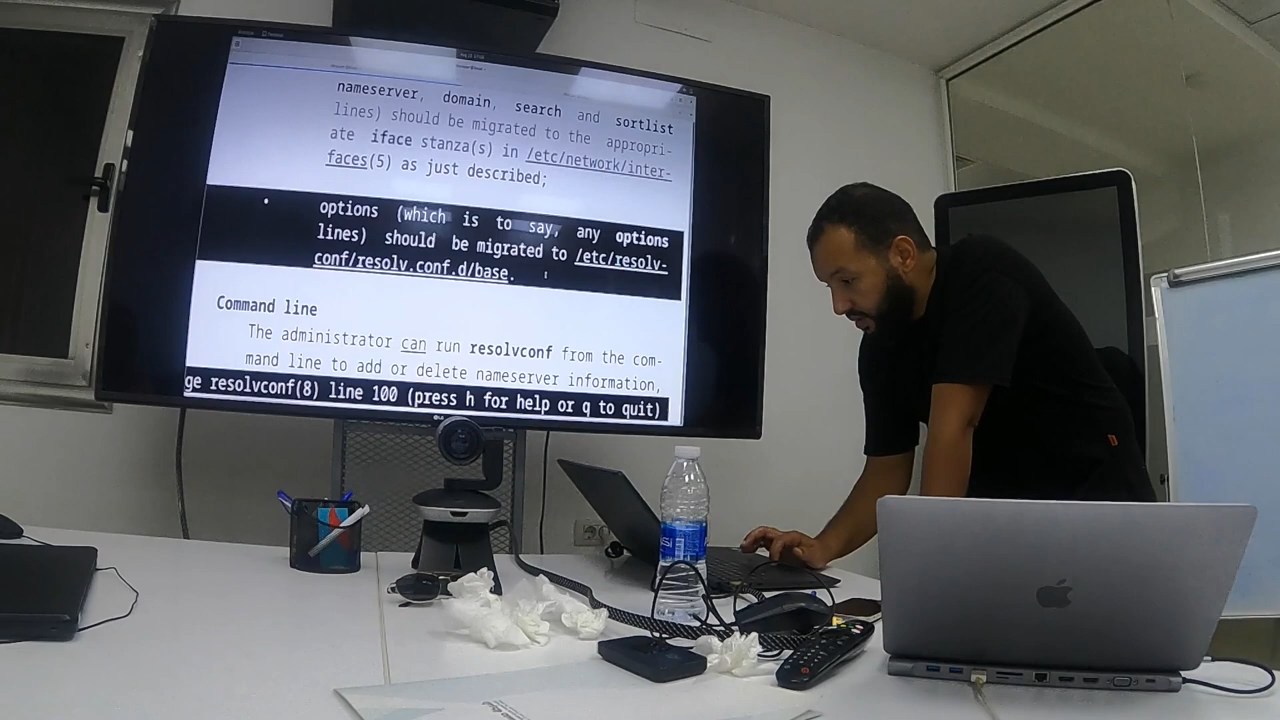 nameserver, domain, search and sortlist
lines) should be migrated to the appropri-
ate iface stanza(s) in /etc/network/inter-
faces(5) as just described;
• options (which is to say, any options
lines) should be migrated to /etc/resolv-
conf/resolv.conf.d/base.
Command line
The administrator can run resolvconf from the com-
mand line to add or delete nameserver information,
ge resolvconf(8) line 100 (press h for help or q to quit)
LG